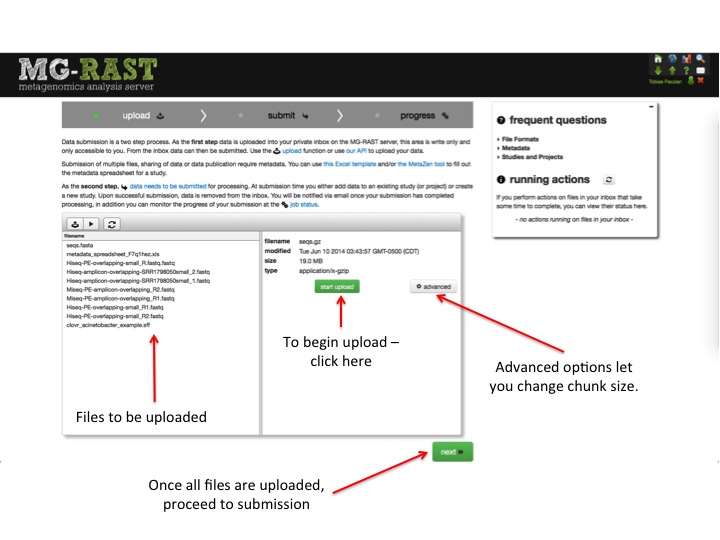 MG-RAST
metagenomics analysis server
Tobias Paczian
upload
submit
progress
Data submission is a two step process. As the first step data is uploaded into your private inbox on the MG-RAST server, this area is write only and
only accessible to you. From the inbox data can then be submitted. Use the upload function or use our API to upload your data.
Submission of multiple files, sharing of data or data publication require metadata. You can use this Excel template and/or the MetaZen tool to fill out
the metadata spreadsheet for a study.
As the second step, data needs to be submitted for processing. At submission time you either add data to an existing study (or project) or create
a new study. Upon successful submission, data is removed from the inbox. You will be notified via email once your submission has completed
processing, in addition you can monitor the progress of your submission at the job status.
frequent questions
File Formats
Metadata
Studies and Projects
running actions
If you perform actions on files in your inbox that take
some time to complete, you can view their status here.
- no actions running on files in your inbox -
filename
seqs.fasta
metadata_spreadsheet_F7q1hez.xls
Hiseq-PE-overlapping-small_R.fastq.fastq
Hiseq-amplicon-overlapping-SRR1798050small_2.fastq
Hiseq-amplicon-overlapping-SRR1798050small_1.fastq
Miseq-PE-amplicon-overlapping_R2.fastq
Miseq-PE-amplicon-overlapping_R1.fastq
Hiseq-PE-overlapping-small_R1.fastq
Hiseq-PE-overlapping-small_R2.fastq
clovr_acinetobacter_example.sff
filename seqs.gz
modified Tue Jun 10 2014 03:43:57 GMT-0500 (CDT)
size 19.0 MB
type application/x-gzip
start upload
advanced
To begin upload –
click here
Advanced options let
you change chunk size.
Files to be uploaded
next
Once all files are uploaded,
proceed to submission